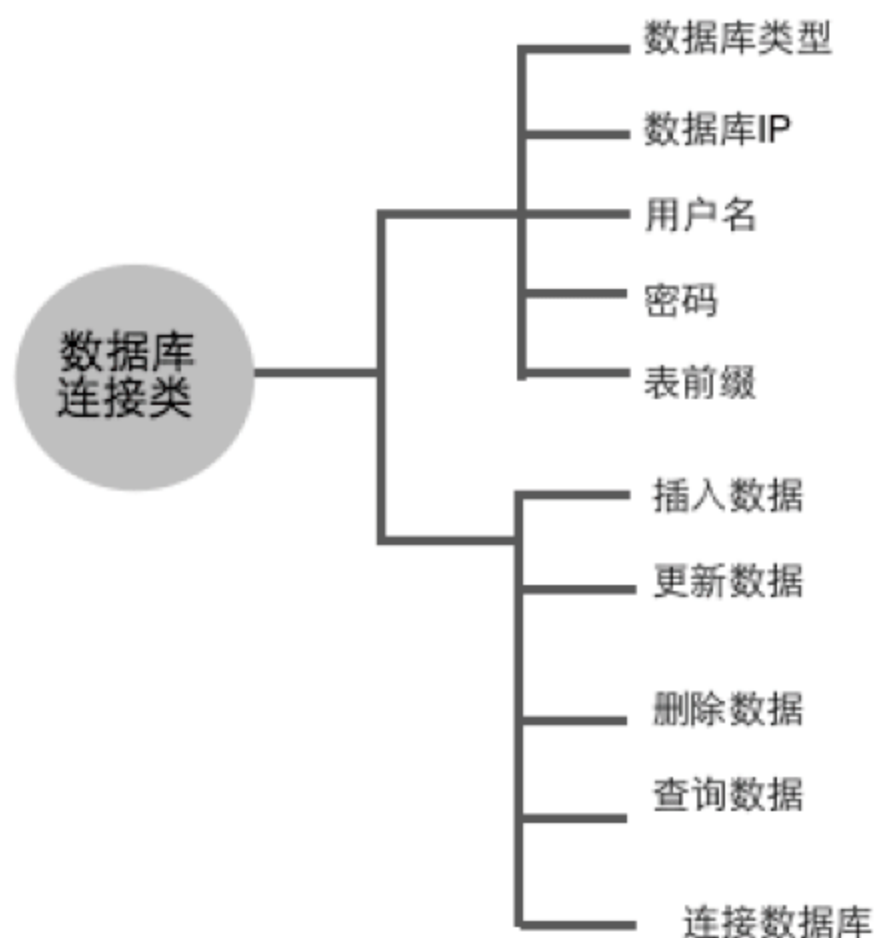 数据库类型
数据库IP
用户名
密码
表前缀
数据库
连接类
插入数据
更新数据
删除数据
查询数据
连接数据库